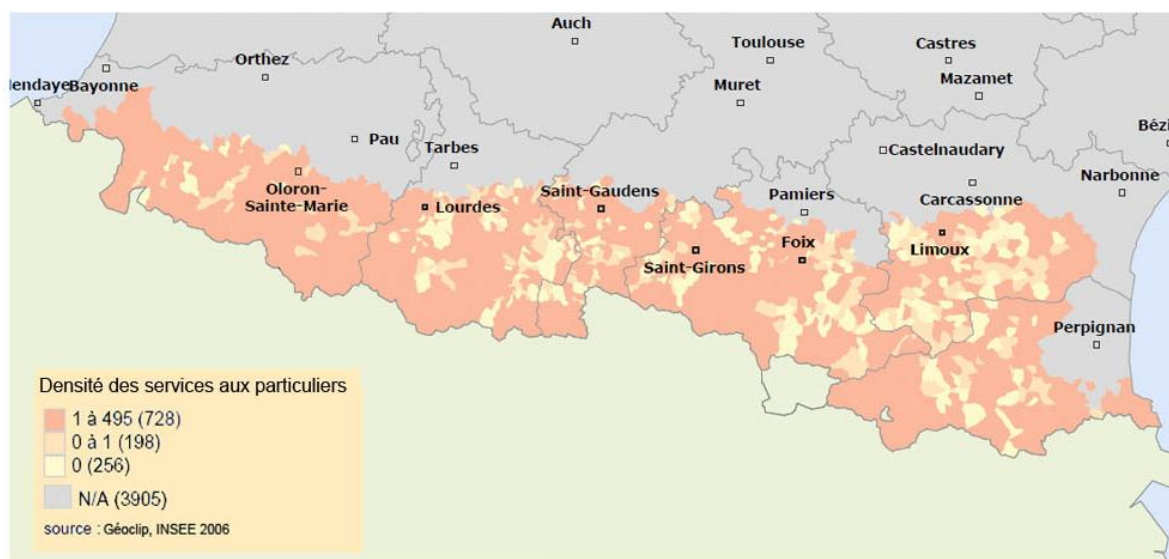 Auch
Toulouse
Castres
Orthez
Mazamet
Muret
Bayonne
Pau
Tarbes
Castelnaudary
Narbonne
Oloron-
Sainte-Marie
Lourdes
Saint-Gaudens
Pamiers
Carcassonne
Foix
Limoux
Saint-Girons
Perpignan
Densité des services aux particuliers
1 à 495 (728)
0 à 1 (198)
0 (256)
N/A (3905)
source : Géoclip, INSEE 2006